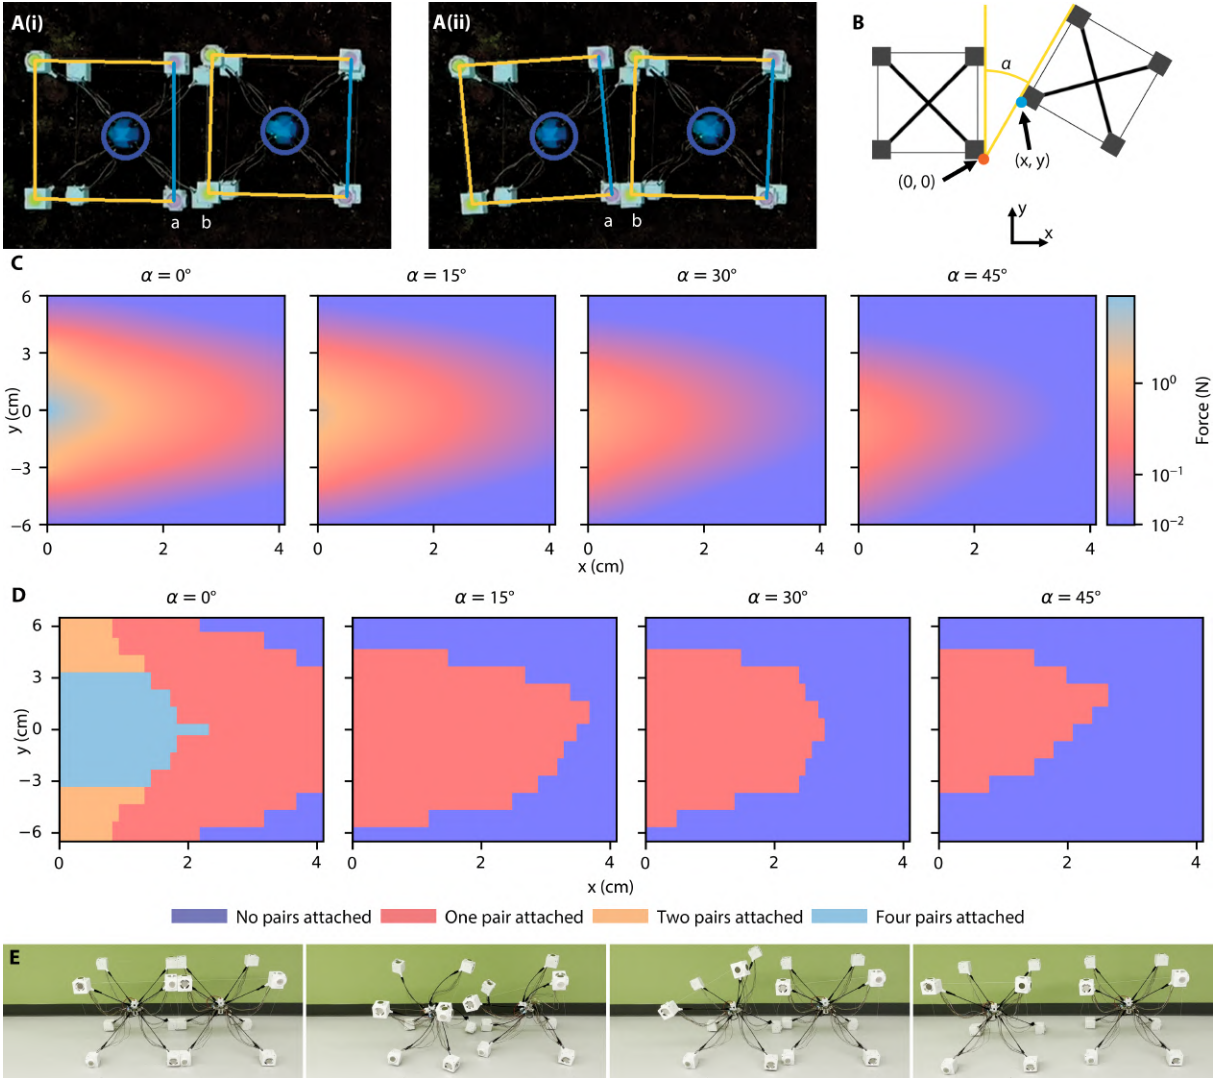 A(i)
A(ii)
B
a b
a b
α
(x, y)
(0, 0)
y
x
C
α = 0°
α = 15°
α = 30°
α = 45°
6
3
0
−3
−6
y (cm)
0 2 4
0 2 4
0 2 4
0 2 4
x (cm)
10⁰
10⁻¹
10⁻²
Force (N)
D
α = 0°
α = 15°
α = 30°
α = 45°
6
3
0
−3
−6
y (cm)
0 2 4
0 2 4
0 2 4
0 2 4
x (cm)
No pairs attached One pair attached Two pairs attached Four pairs attached
E